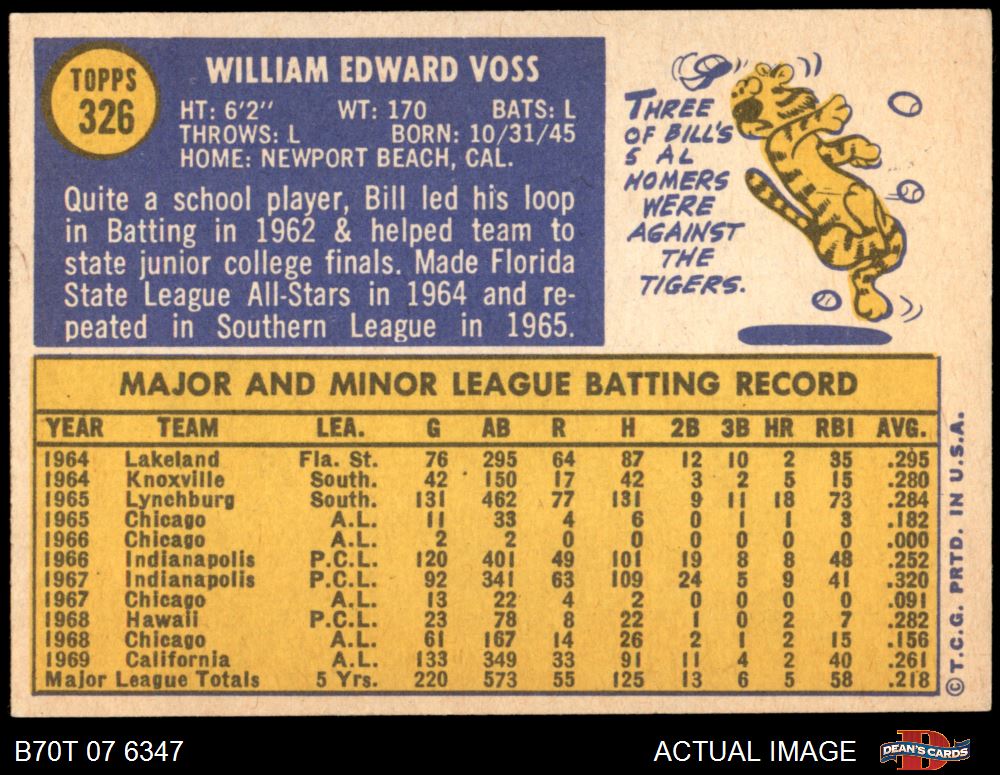 TOPPS
326
WILLIAM EDWARD VOSS
HT: 6'2" WT: 170 BATS: L
THROWS: L BORN: 10/31/45
HOME: NEWPORT BEACH, CAL.
Quite a school player, Bill led his loop
in Batting in 1962 & helped team to
state junior college finals. Made Florida
State League All-Stars in 1964 and re-
peated in Southern League in 1965.
THREE
OF BILL'S
5 AL
HOMERS
WERE
AGAINST
THE
TIGERS.
MAJOR AND MINOR LEAGUE BATTING RECORD
YEAR TEAM LEA. G AB R H 2B 3B HR RBI AVG.
1964 Lakeland Fla. St. 76 295 64 87 12 10 2 35 .295
1964 Knoxville South. 42 150 17 42 3 2 5 15 .280
1965 Lynchburg South. 131 462 77 131 9 11 18 73 .284
1965 Chicago A.L. 11 33 4 6 0 1 1 3 .182
1966 Chicago A.L. 2 2 0 0 0 0 0 0 .000
1966 Indianapolis P.C.L. 120 401 49 101 19 8 8 48 .252
1967 Indianapolis P.C.L. 92 341 63 109 24 5 9 41 .320
1967 Chicago A.L. 13 22 4 2 0 0 0 0 .091
1968 Hawaii P.C.L. 23 78 8 22 1 0 2 7 .282
1968 Chicago A.L. 61 167 14 26 2 1 2 15 .156
1969 California A.L. 133 349 33 91 11 4 2 40 .261
Major League Totals 5 Yrs. 220 573 55 125 13 6 5 58 .218
© T.C.G. PRTD. IN U.S.A.
B70T 07 6347
ACTUAL IMAGE
DEAN'S CARDS